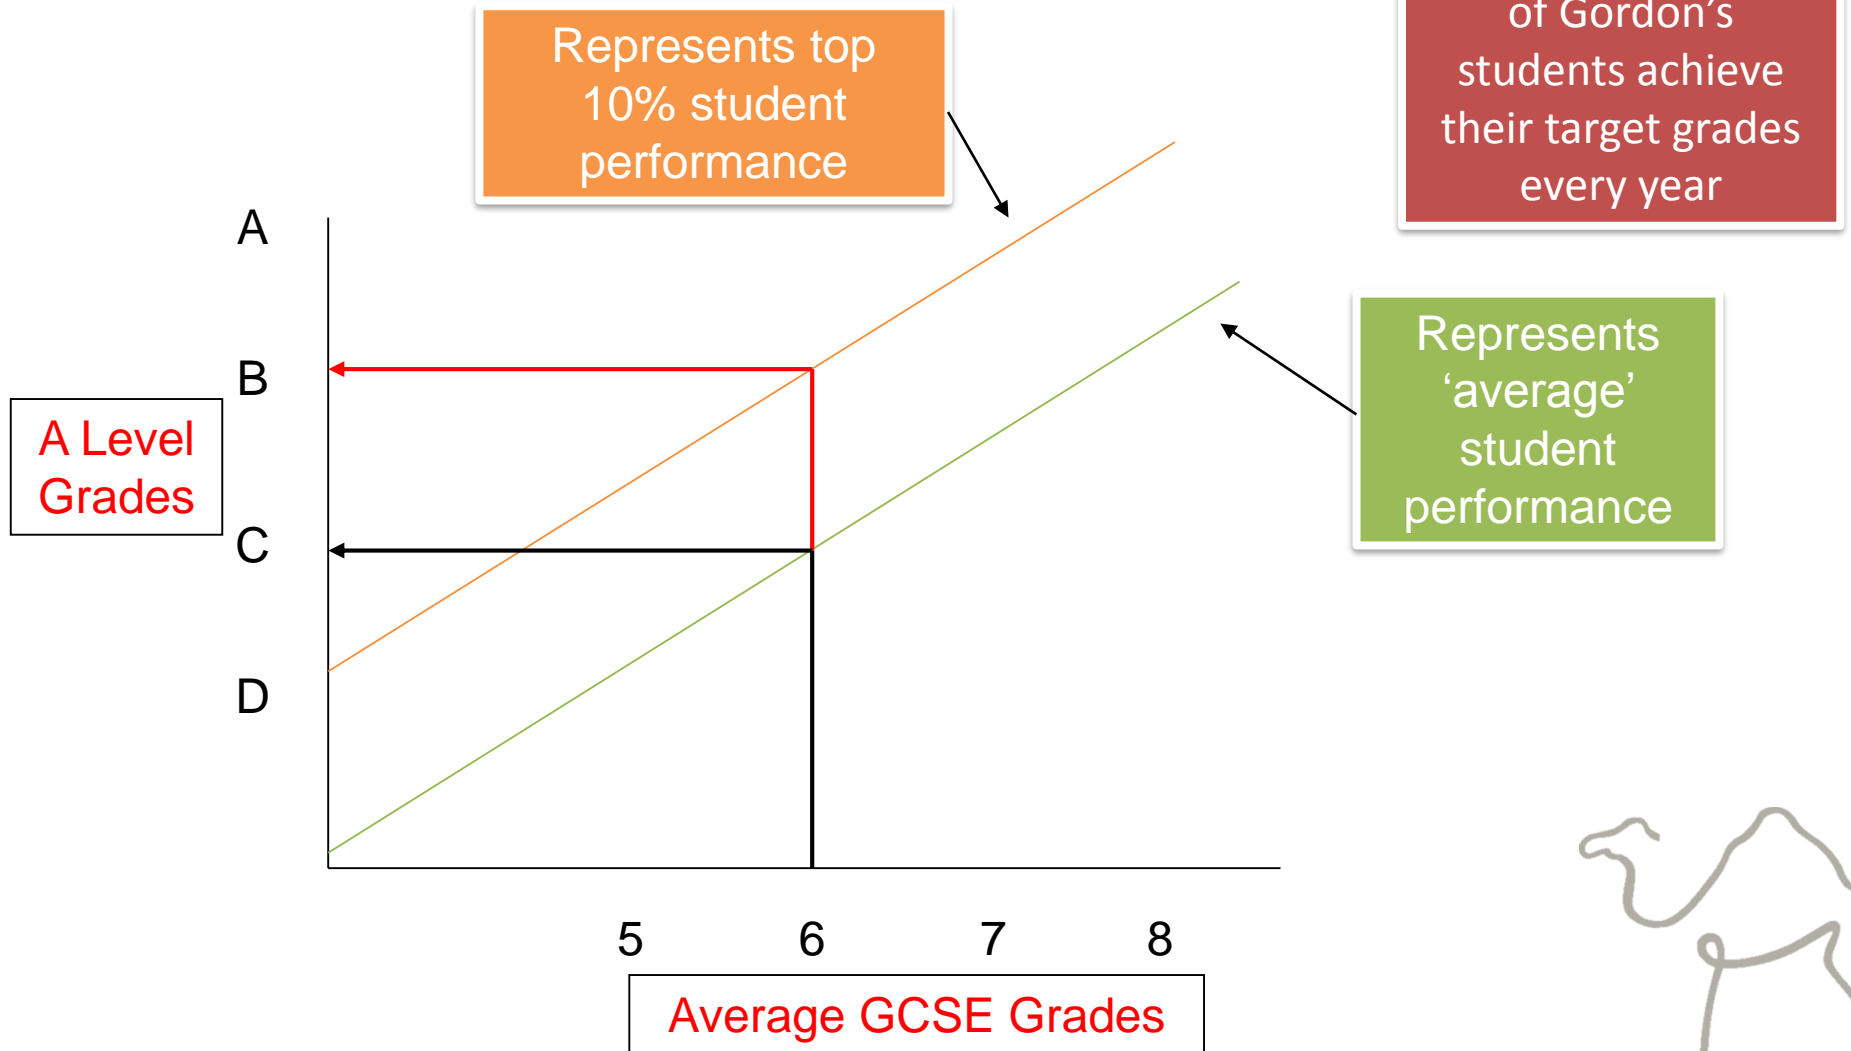 of Gordon’s
students achieve
their target grades
every year
Represents top
10% student
performance
A
B
C
D
A Level
Grades
Represents
‘average’
student
performance
5 6 7 8
Average GCSE Grades